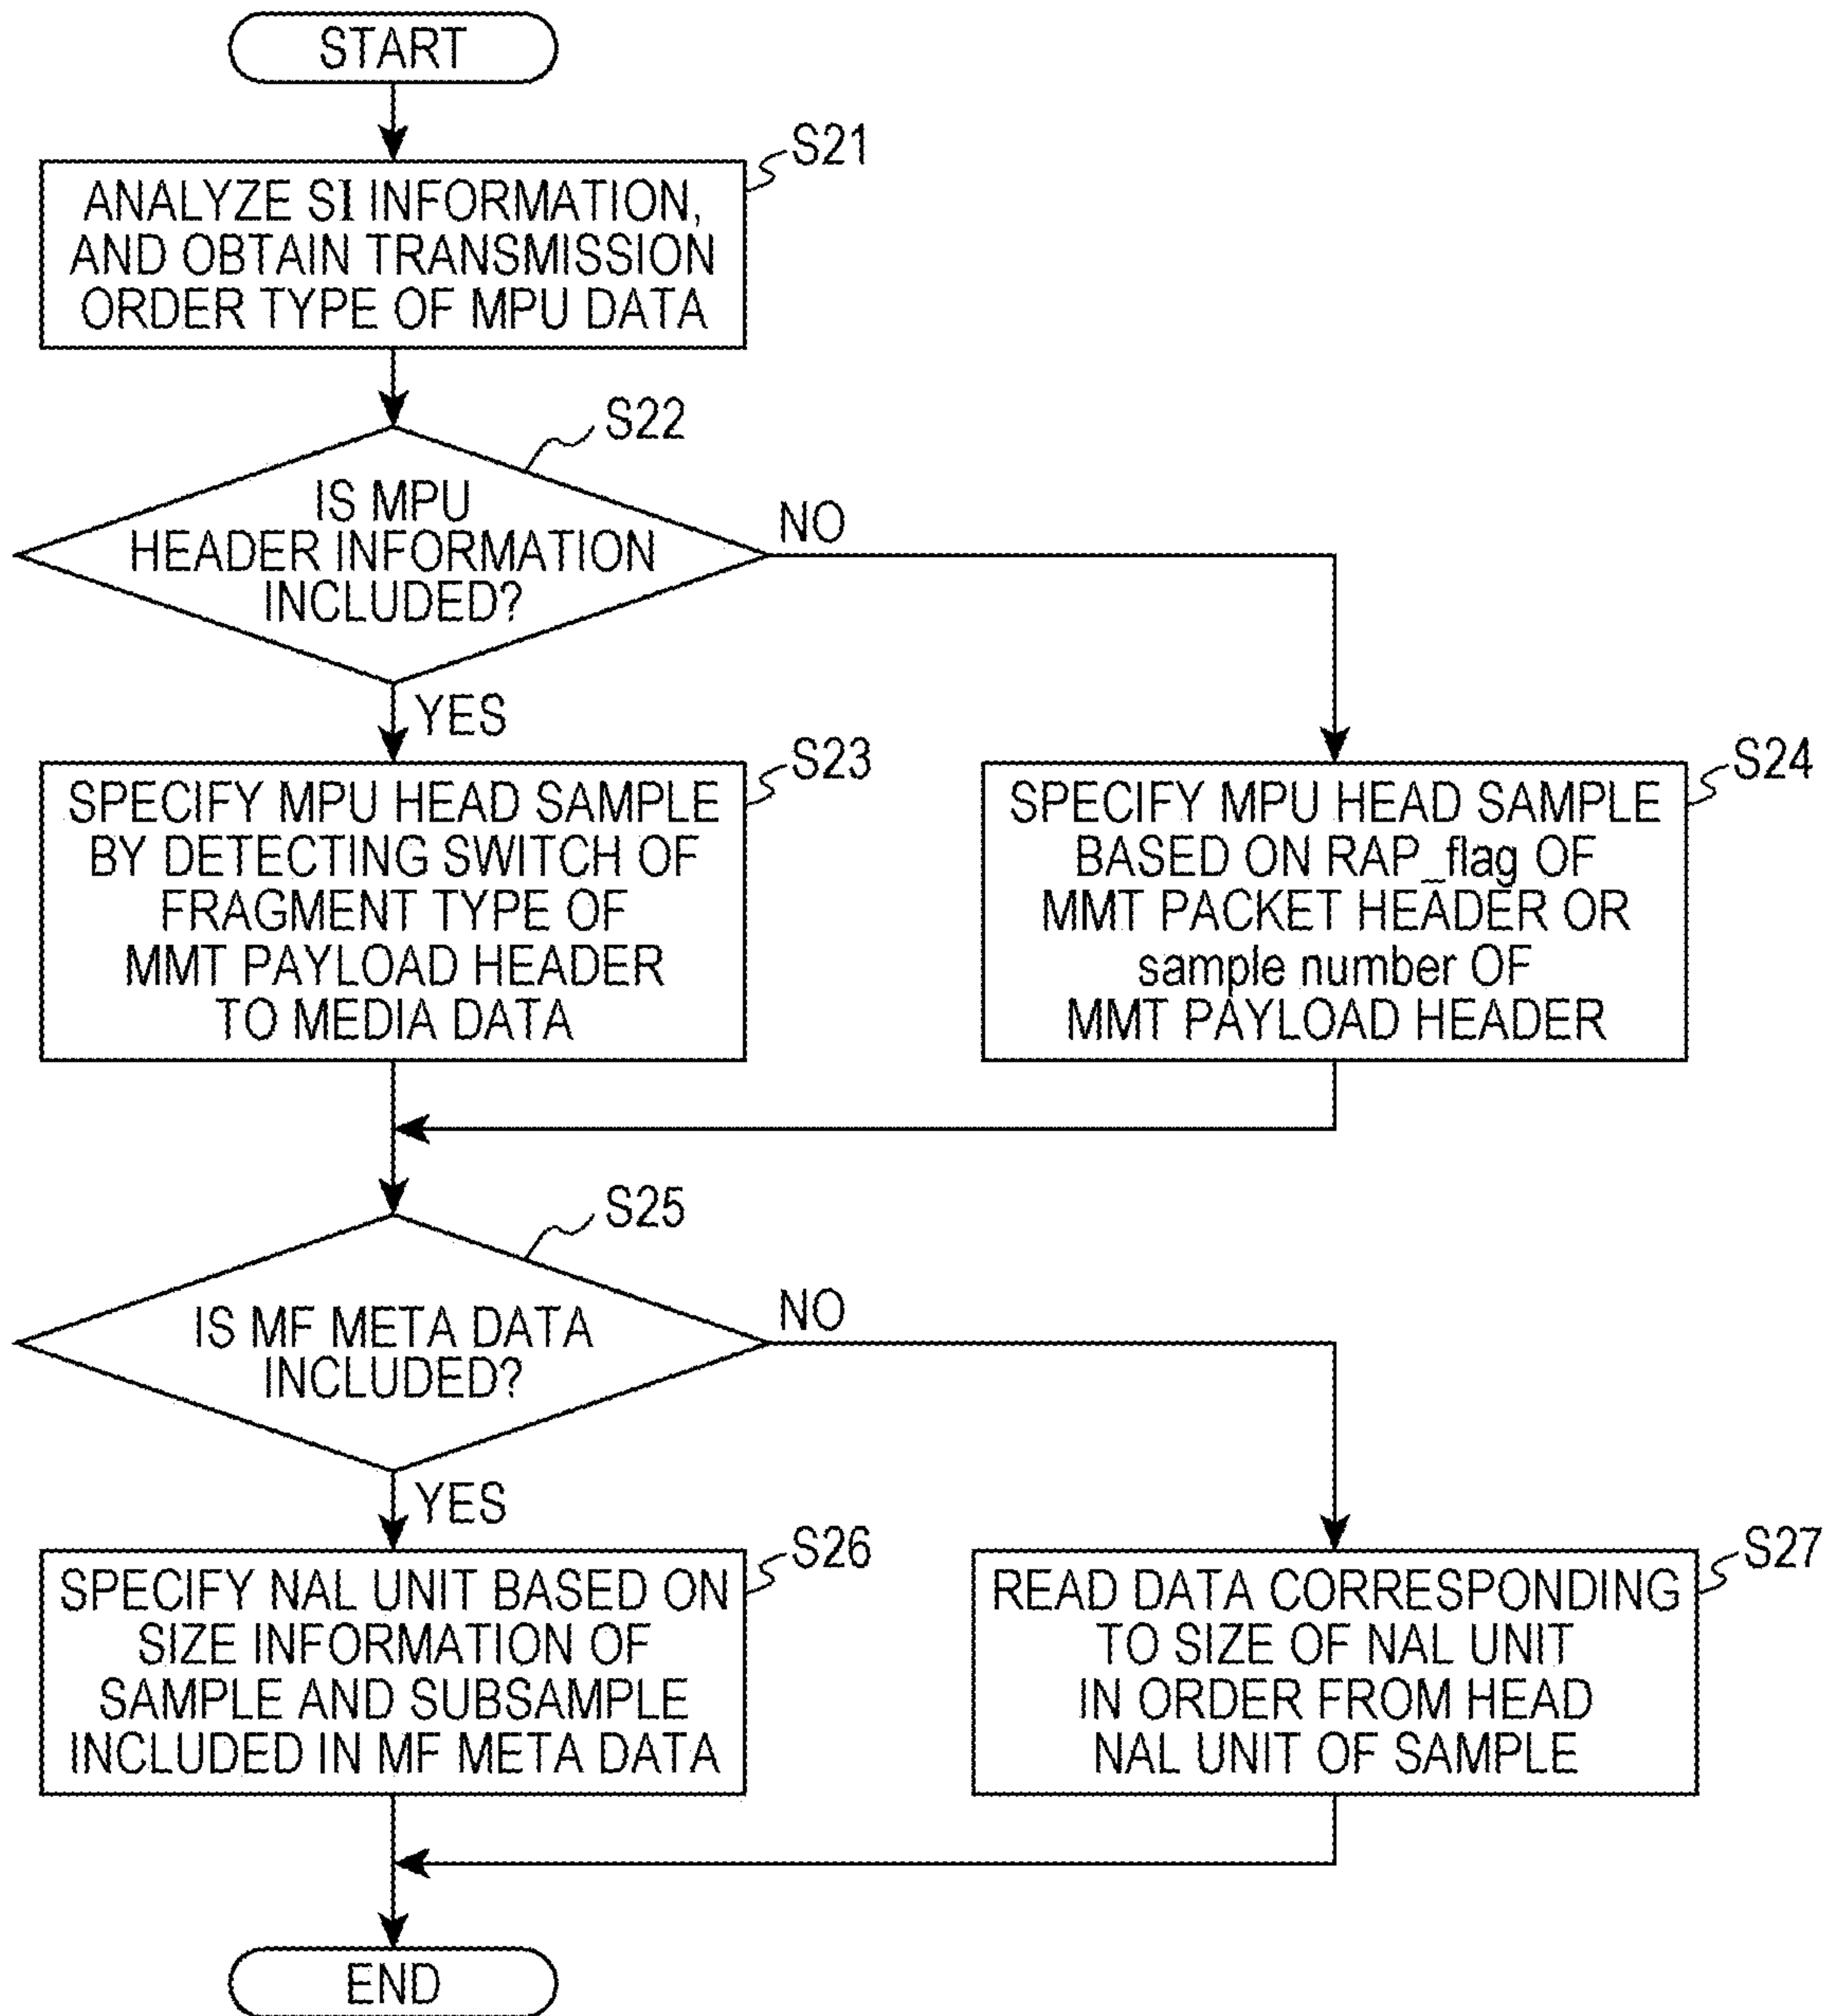 START
S21
ANALYZE SI INFORMATION,
AND OBTAIN TRANSMISSION
ORDER TYPE OF MPU DATA
S22
IS MPU
HEADER INFORMATION
INCLUDED?
NO
YES
S23
SPECIFY MPU HEAD SAMPLE
BY DETECTING SWITCH OF
FRAGMENT TYPE OF
MMT PAYLOAD HEADER
TO MEDIA DATA
S24
SPECIFY MPU HEAD SAMPLE
BASED ON RAP_flag OF
MMT PACKET HEADER OR
sample number OF
MMT PAYLOAD HEADER
S25
IS MF META DATA
INCLUDED?
NO
YES
S26
SPECIFY NAL UNIT BASED ON
SIZE INFORMATION OF
SAMPLE AND SUBSAMPLE
INCLUDED IN MF META DATA
S27
READ DATA CORRESPONDING
TO SIZE OF NAL UNIT
IN ORDER FROM HEAD
NAL UNIT OF SAMPLE
END